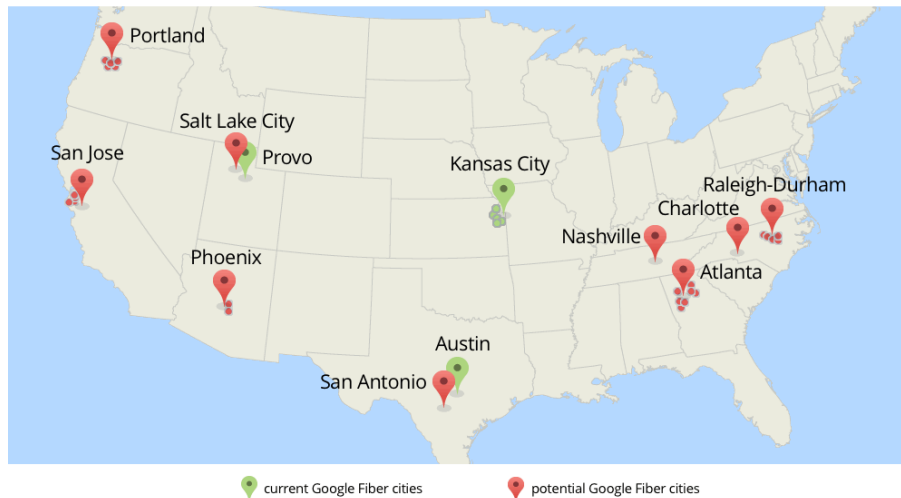 Portland
Salt Lake City
San Jose
Provo
Kansas City
Raleigh-Durham
Charlotte
Nashville
Phoenix
Atlanta
Austin
San Antonio
current Google Fiber cities
potential Google Fiber cities